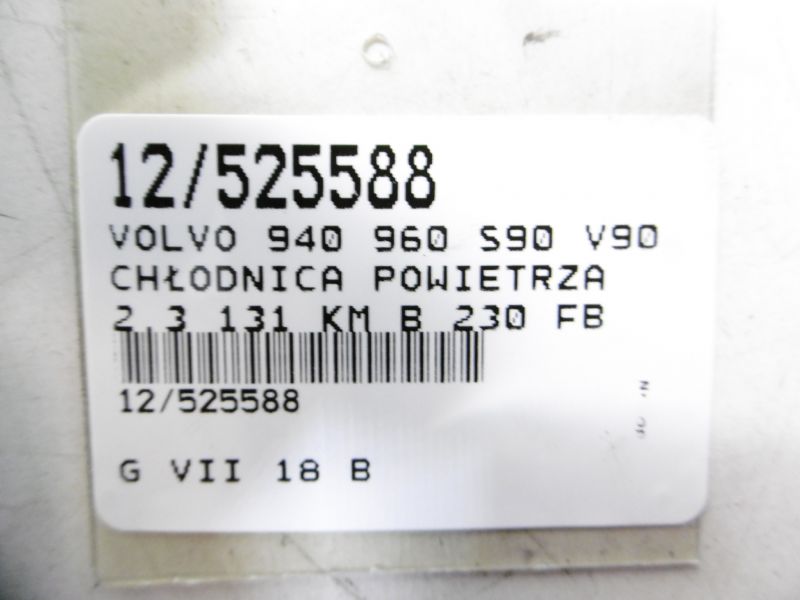 12/525588
VOLVO 940 960 S90 V90
CHŁODNICA POWIETRZA
2.3 131 KM B 230 FB
12/525588
G VII 18 B